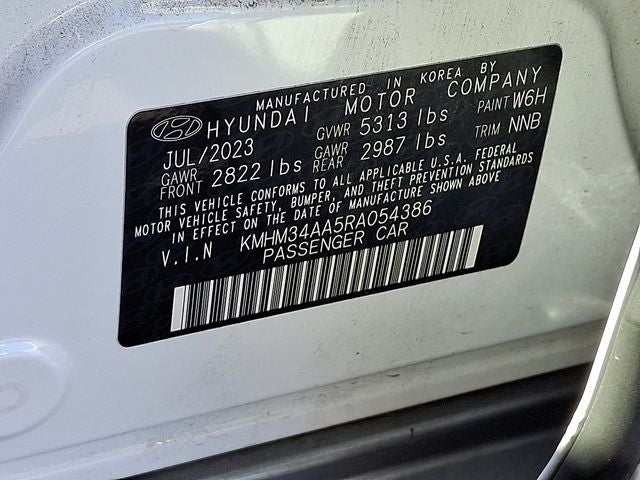 MANUFACTURED IN KOREA BY
HYUNDAI MOTOR COMPANY
JUL/2023 GVWR 5313 lbs PAINT W6H
GAWR FRONT 2822 lbs GAWR REAR 2987 lbs TRIM NNB
THIS VEHICLE CONFORMS TO ALL APPLICABLE U.S.A. FEDERAL
MOTOR VEHICLE SAFETY, BUMPER, AND THEFT PREVENTION STANDARDS
IN EFFECT ON THE DATE OF MANUFACTURE SHOWN ABOVE
V.I.N KMHM34AA5RA054386
PASSENGER CAR